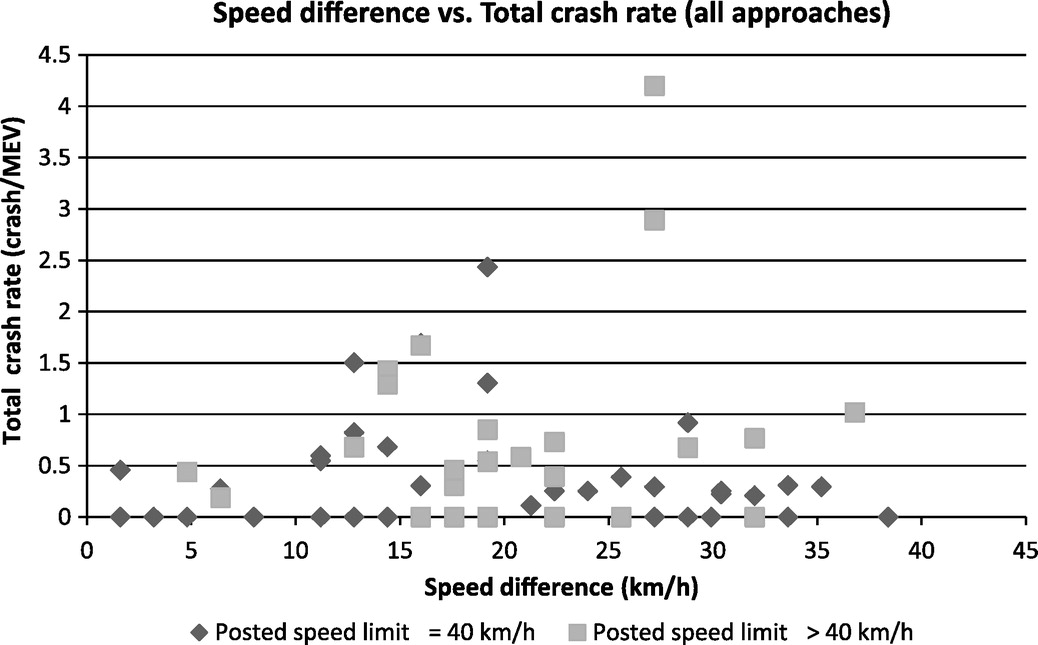 Speed difference vs. Total crash rate (all approaches)
Total crash rate (crash/MEV)
4.5
4
3.5
3
2.5
2
1.5
1
0.5
0
0 5 10 15 20 25 30 35 40 45
Speed difference (km/h)
Posted speed limit = 40 km/h Posted speed limit > 40 km/h